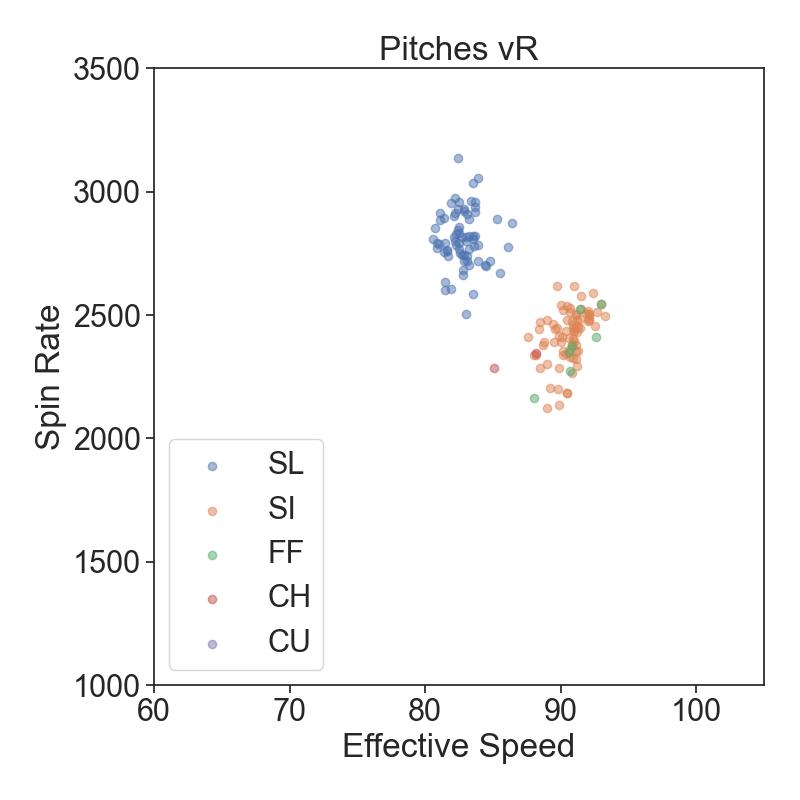 Pitches vR
3500
3000
2500
2000
1500
1000
Spin Rate
SL
SI
FF
CH
CU
60 70 80 90 100
Effective Speed